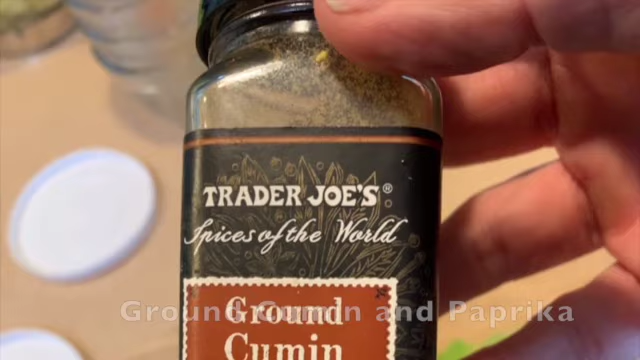 TRADER JOE'S®
Spices of the World
Ground
Cumin
Ground Cumin and Paprika